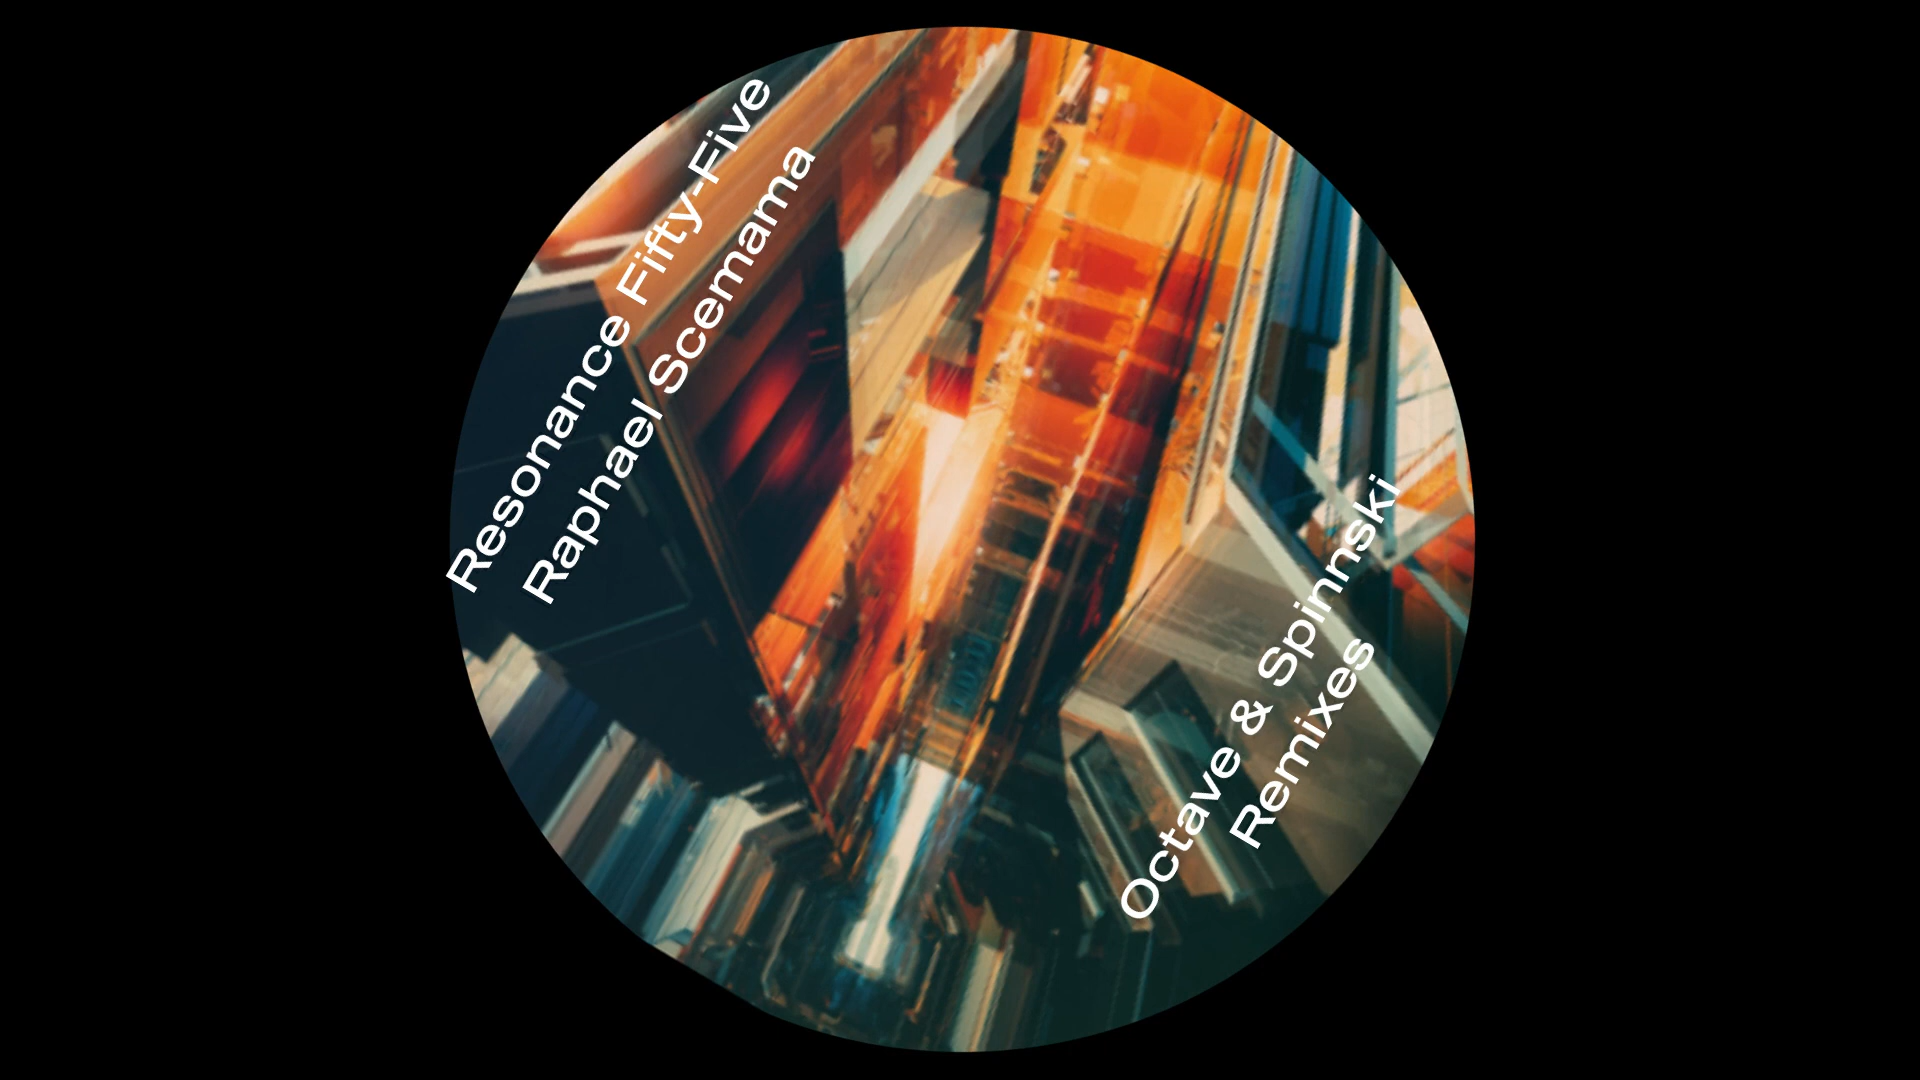 Resonance Fifty-Five
Raphael Scemama
Octave & Spinnski
Remixes